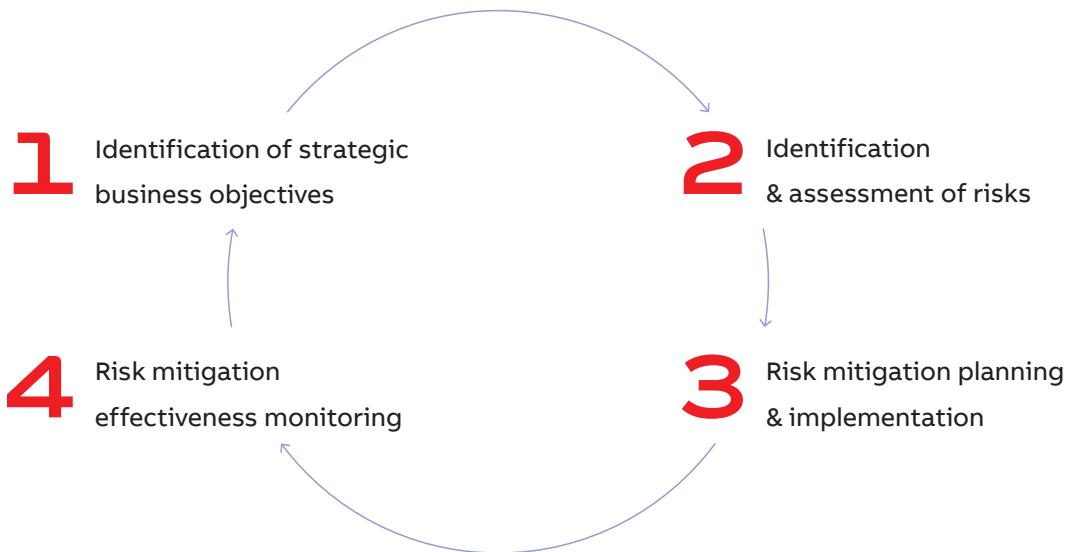 1
Identification of strategic
business objectives
2
Identification
& assessment of risks
3
Risk mitigation planning
& implementation
4
Risk mitigation
effectiveness monitoring